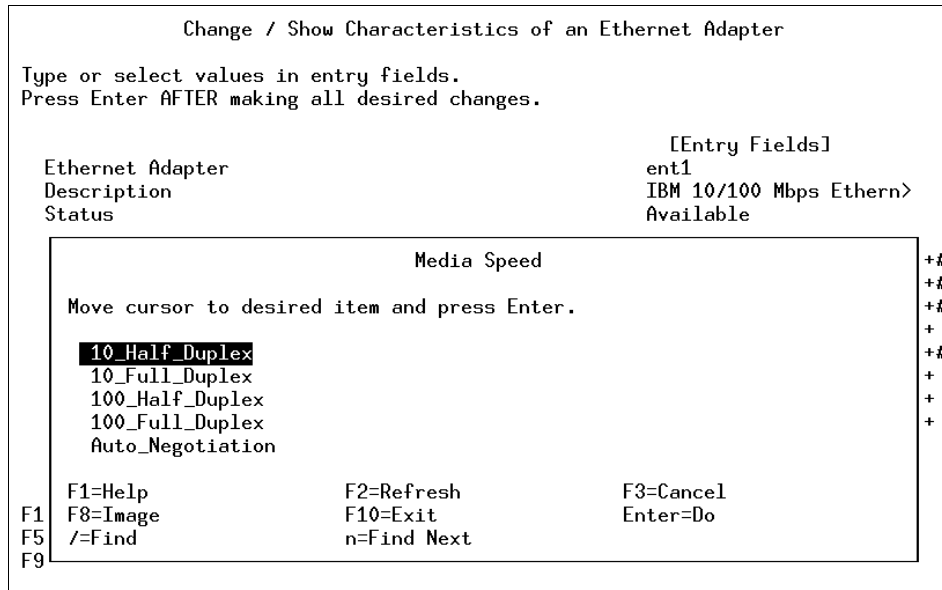 Change / Show Characteristics of an Ethernet Adapter
Type or select values in entry fields.
Press Enter AFTER making all desired changes.
[Entry Fields]
Ethernet Adapter ent1
Description IBM 10/100 Mbps Ethern>
Status Available
Media Speed +#
+#
Move cursor to desired item and press Enter. +#
+
10_Half_Duplex +#
10_Full_Duplex +
100_Half_Duplex +
100_Full_Duplex +
Auto_Negotiation
F1=Help F2=Refresh F3=Cancel
F1 F8=Image F10=Exit Enter=Do
F5 /=Find n=Find Next
F9